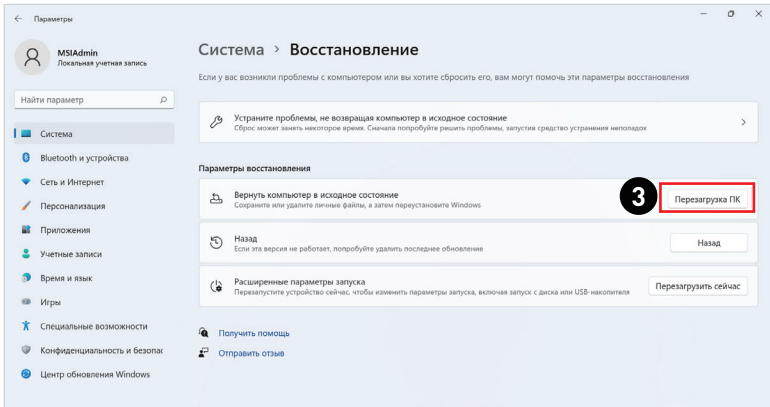 Параметры
MSIAdmin
Локальная учетная запись
Найти параметр
Система
Bluetooth и устройства
Сеть и Интернет
Персонализация
Приложения
Учетные записи
Время и язык
Игры
Специальные возможности
Конфиденциальность и безопас
Центр обновления Windows
Система > Восстановление
Если у вас возникли проблемы с компьютером или вы хотите сбросить его, вам могут помочь эти параметры восстановления
Устраните проблемы, не возвращая компьютер в исходное состояние
Сброс может занять некоторое время. Сначала попробуйте решить проблемы, запустив средство устранения неполадок
Параметры восстановления
Вернуть компьютер в исходное состояние
Сохраните или удалите личные файлы, а затем переустановите Windows
3
Перезагрузка ПК
Назад
Если эта версия не работает, попробуйте удалить последнее обновление
Назад
Расширенные параметры запуска
Перезапустите устройство сейчас, чтобы изменить параметры запуска, включая запуск с диска или USB-накопителя
Перезагрузить сейчас
Получить помощь
Отправить отзыв